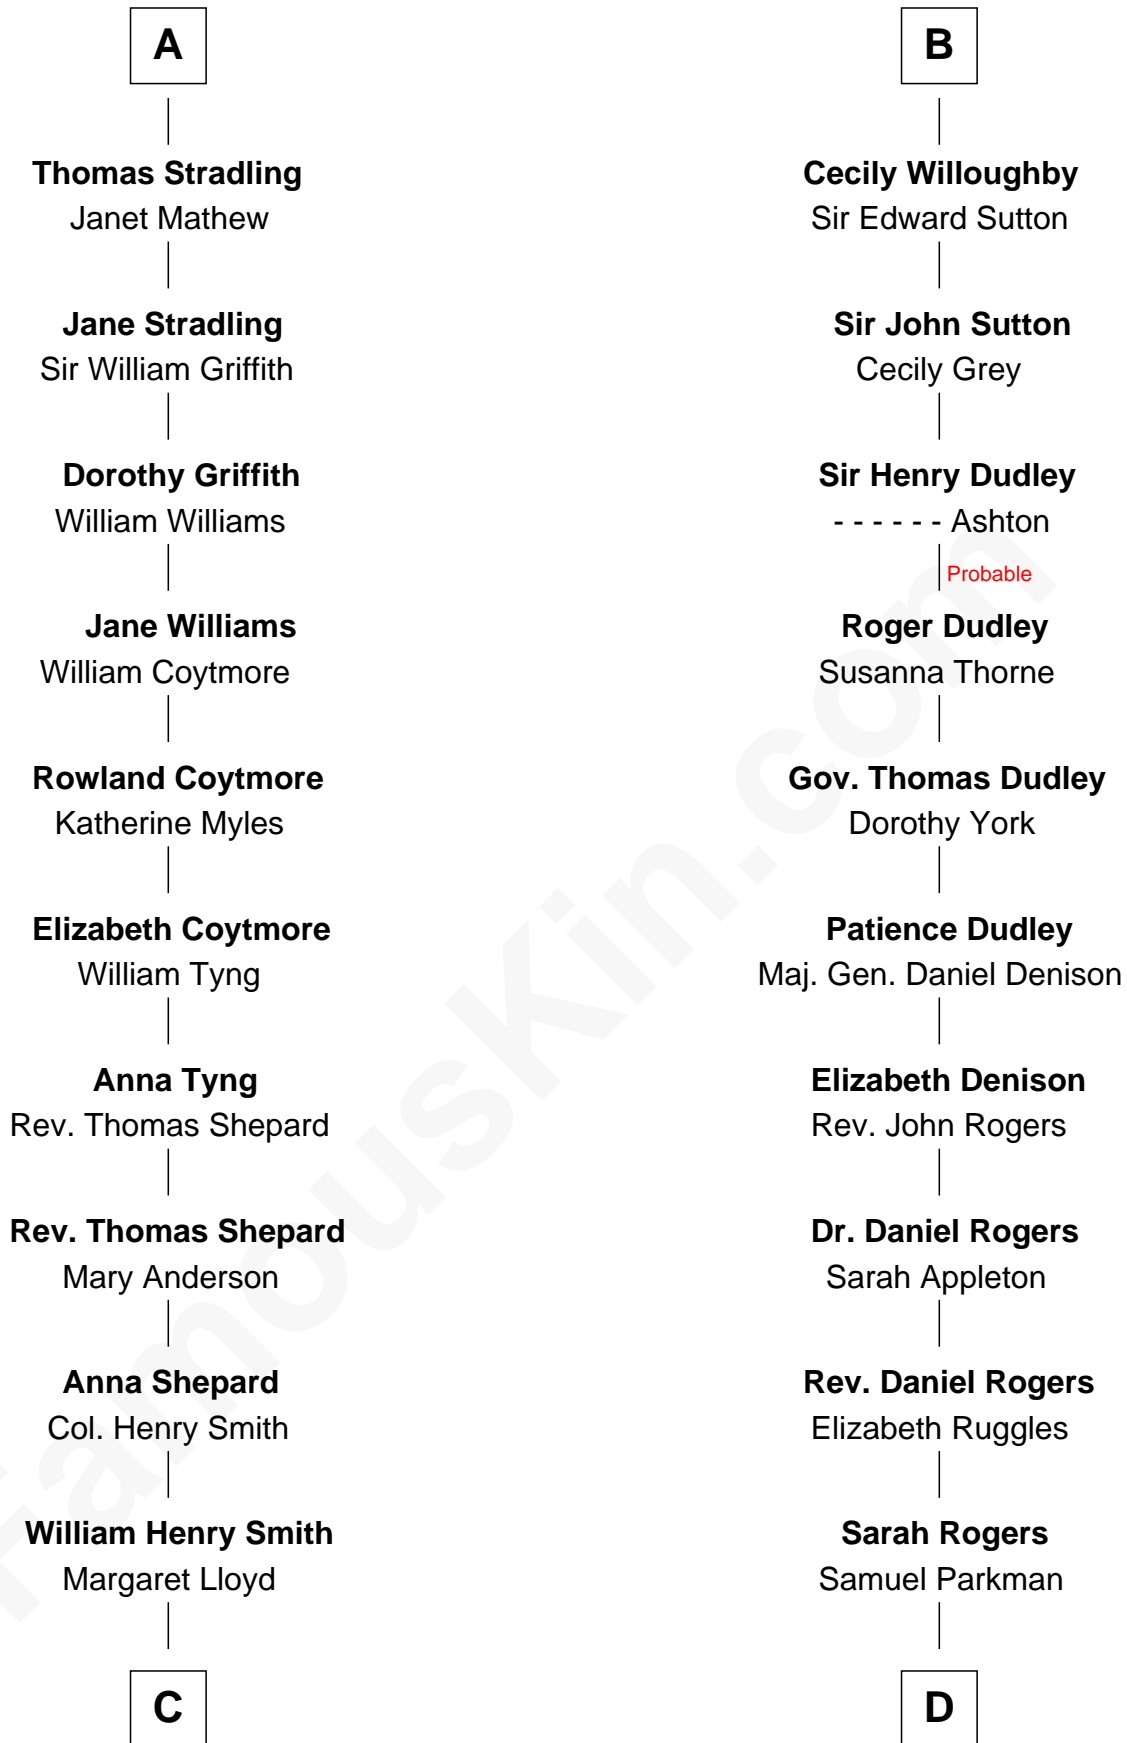 A
Thomas Stradling
Janet Mathew
Jane Stradling
Sir William Griffith
Dorothy Griffith
William Williams
Jane Williams
William Coytmore
Rowland Coytmore
Katherine Myles
Elizabeth Coytmore
William Tyng
Anna Tyng
Rev. Thomas Shepard
Rev. Thomas Shepard
Mary Anderson
Anna Shepard
Col. Henry Smith
William Henry Smith
Margaret Lloyd
C
B
Cecily Willoughby
Sir Edward Sutton
Sir John Sutton
Cecily Grey
Sir Henry Dudley
- - - - - - Ashton
Probable
Roger Dudley
Susanna Thorne
Gov. Thomas Dudley
Dorothy York
Patience Dudley
Maj. Gen. Daniel Denison
Elizabeth Denison
Rev. John Rogers
Dr. Daniel Rogers
Sarah Appleton
Rev. Daniel Rogers
Elizabeth Ruggles
Sarah Rogers
Samuel Parkman
D
FamousKin.com